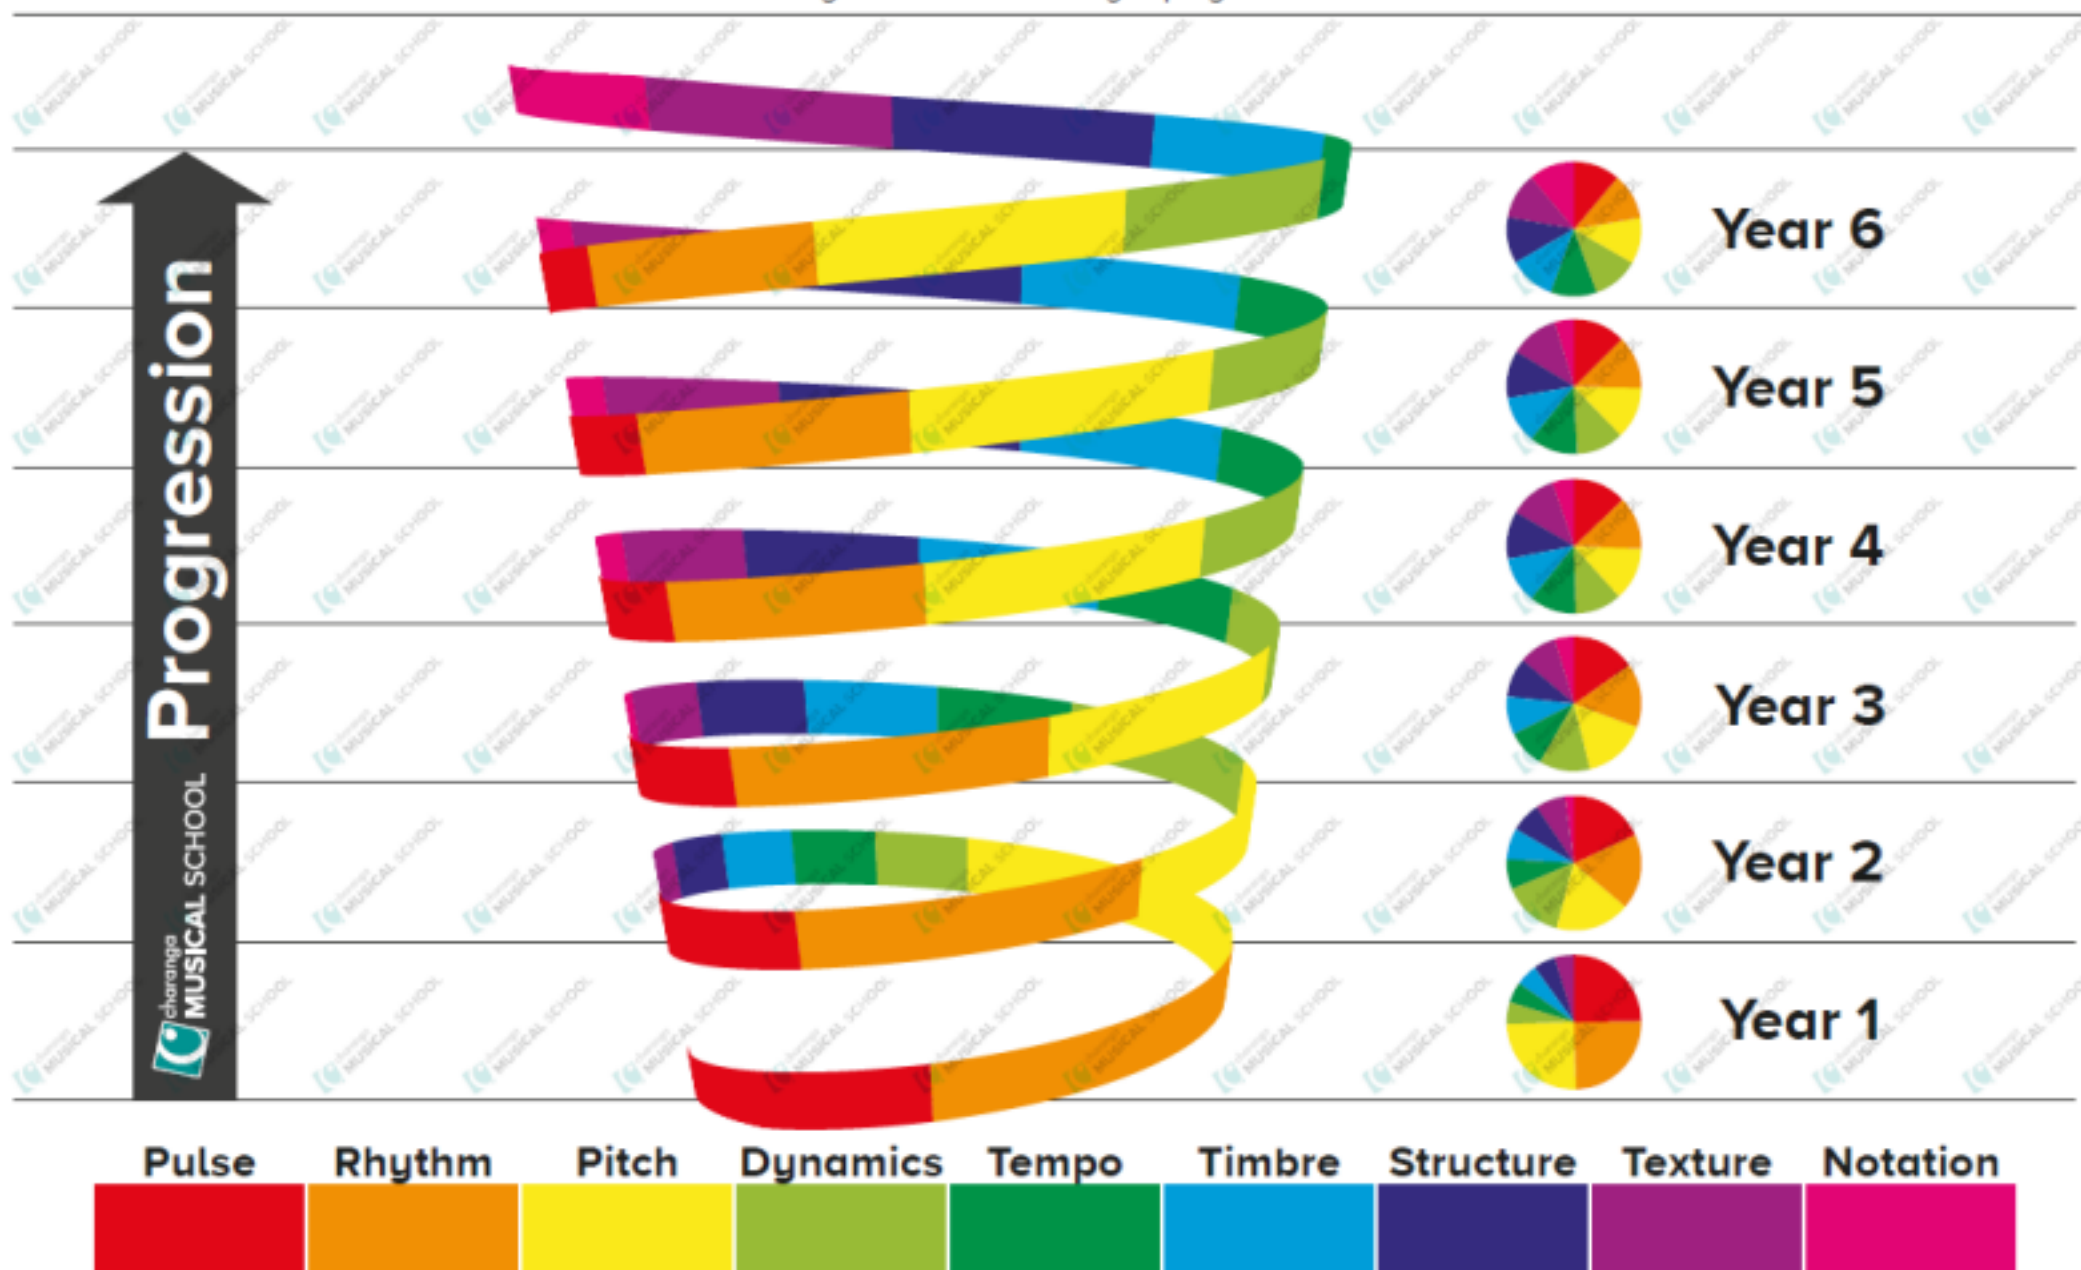 Year 6
Year 5
Year 4
Year 3
Year 2
Year 1
Progression
charanga
MUSICAL SCHOOL
Pulse Rhythm Pitch Dynamics Tempo Timbre Structure Texture Notation